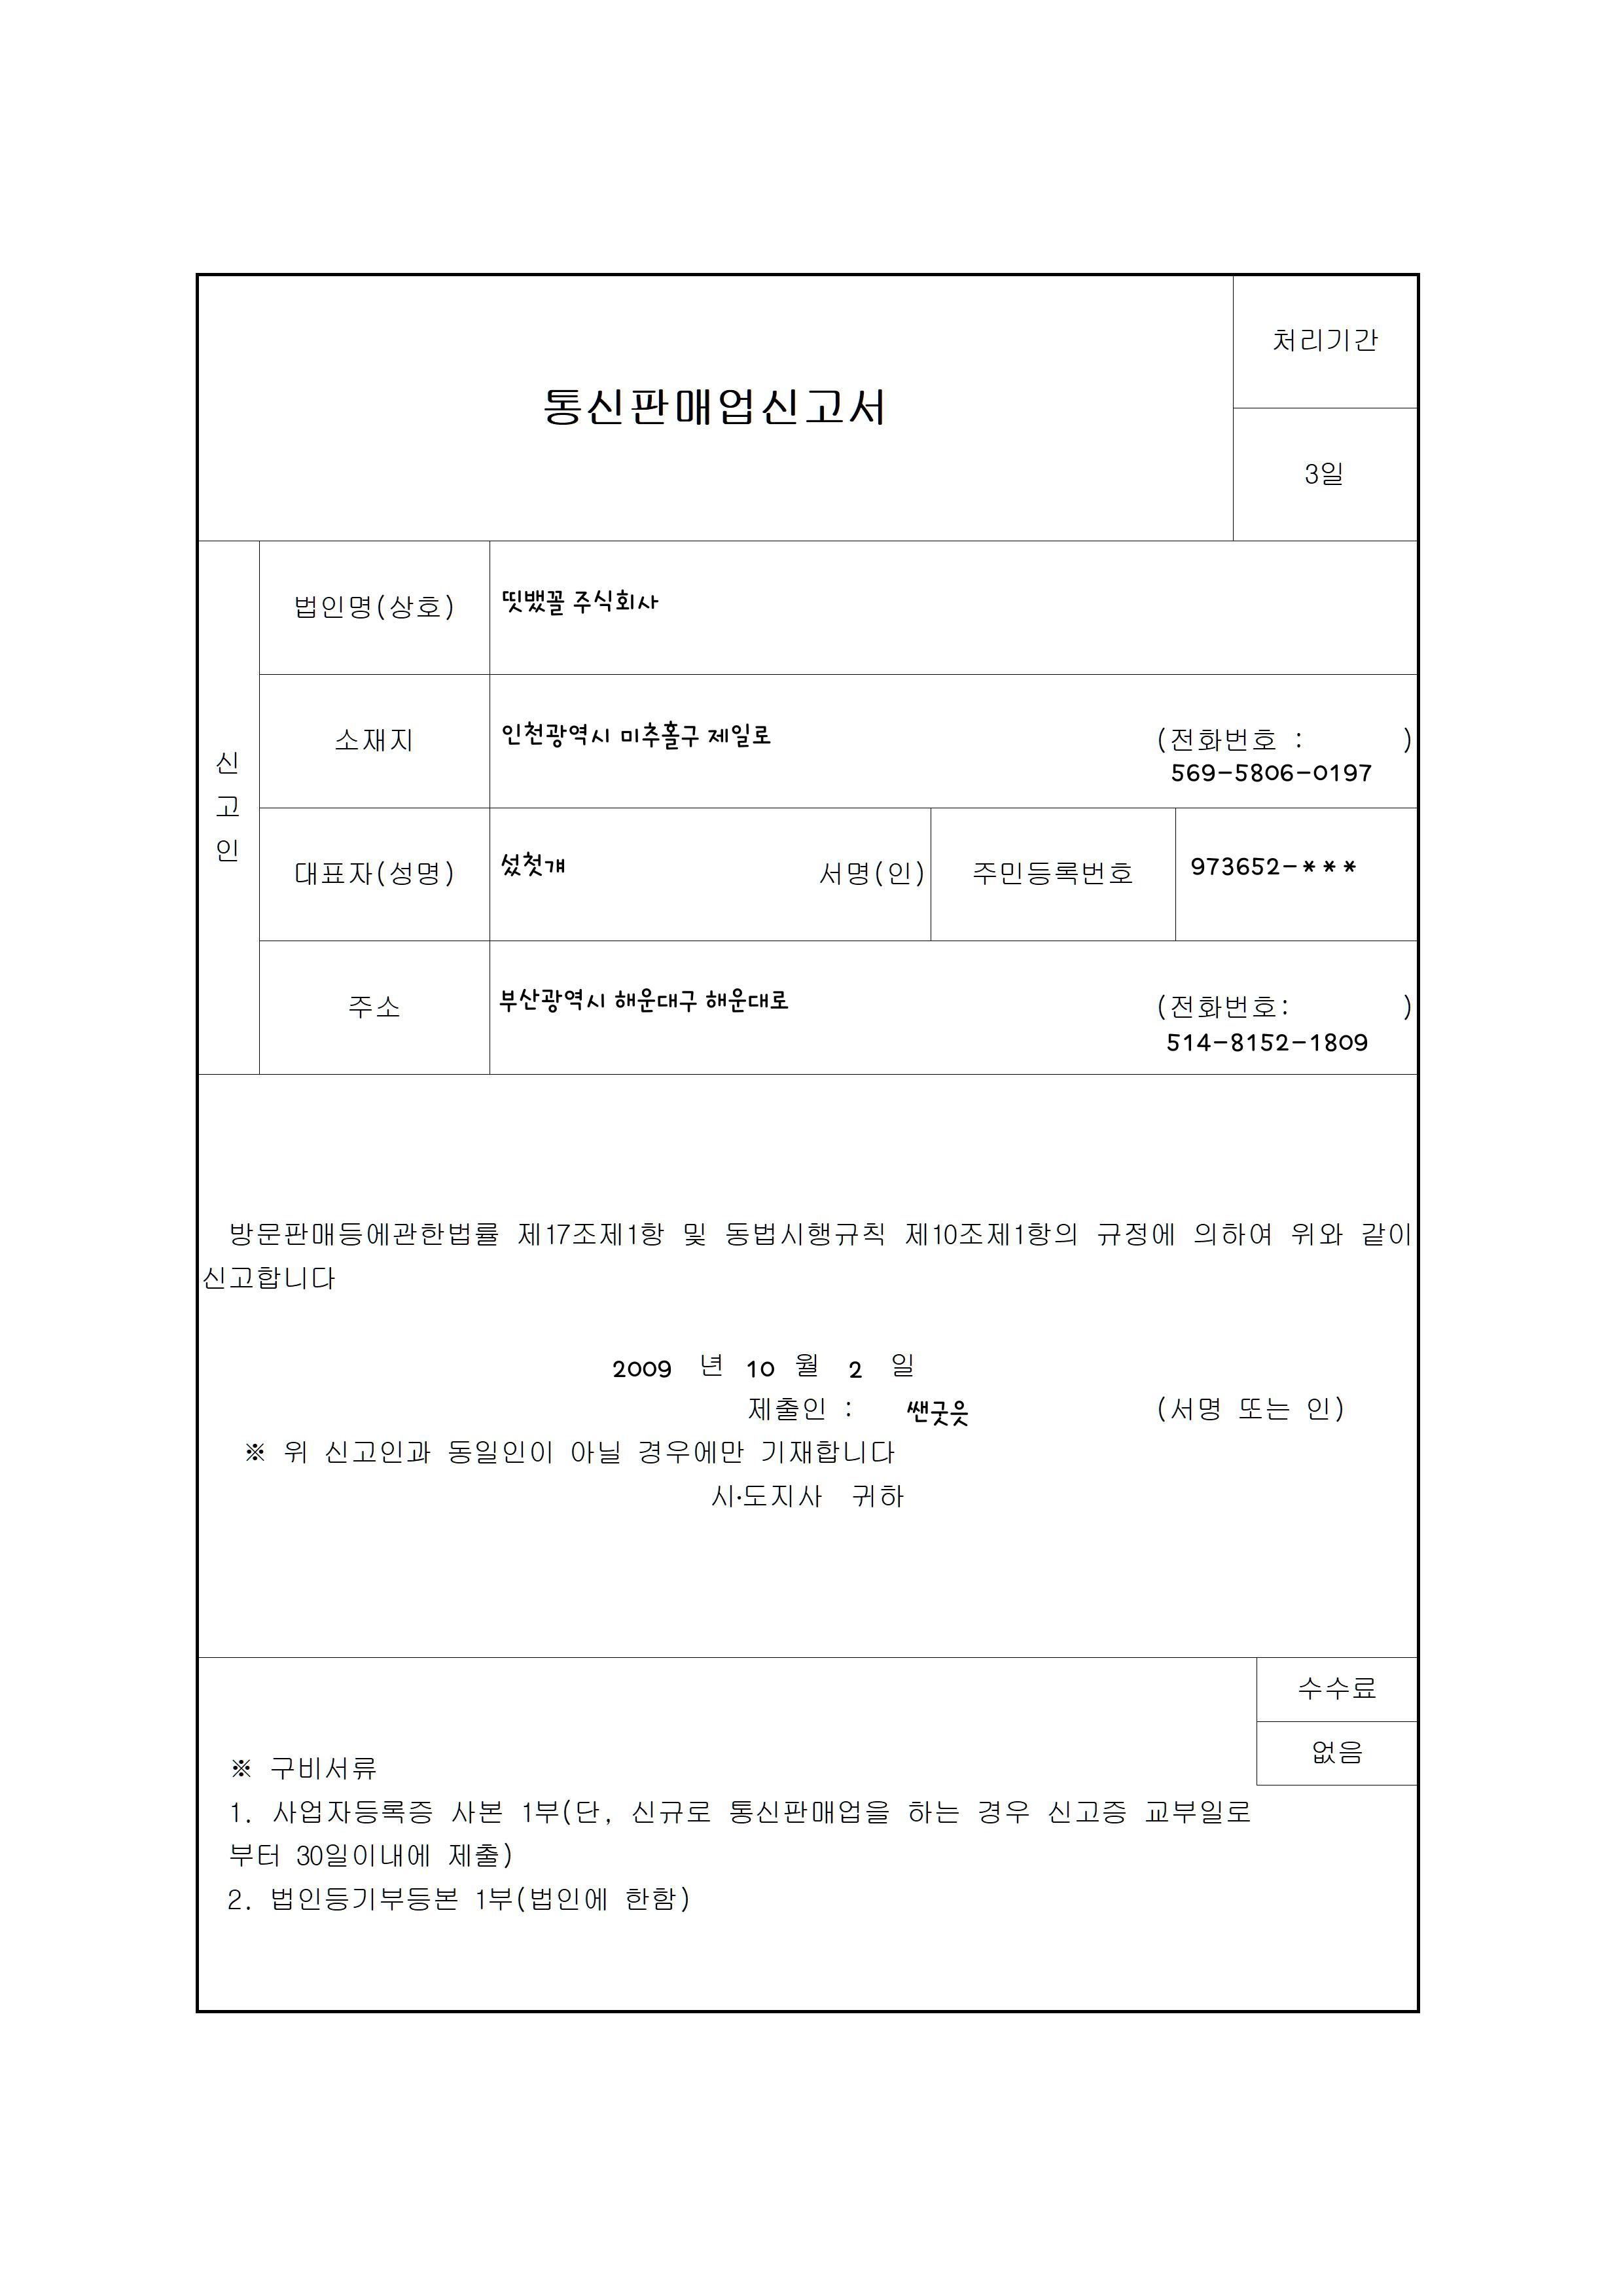 처리기간
통신판매업신고서
3일
신고인
법인명(상호) 띳뱄꼴 주식회사
소재지 인천광역시 미추홀구 제일로 (전화번호 : )
569-5806-0197
대표자(성명) 섰첫걔 서명(인) 주민등록번호 973652-***
주소 부산광역시 해운대구 해운대로 (전화번호: )
514-8152-1809
방문판매등에관한법률 제17조제1항 및 동법시행규칙 제10조제1항의 규정에 의하여 위와 같이
신고합니다
2009 년 10 월 2 일
제출인 : 쌘굿읏 (서명 또는 인)
※ 위 신고인과 동일인이 아닐 경우에만 기재합니다
시·도지사 귀하
수수료
없음
※ 구비서류
1. 사업자등록증 사본 1부(단, 신규로 통신판매업을 하는 경우 신고증 교부일로
부터 30일이내에 제출)
2. 법인등기부등본 1부(법인에 한함)